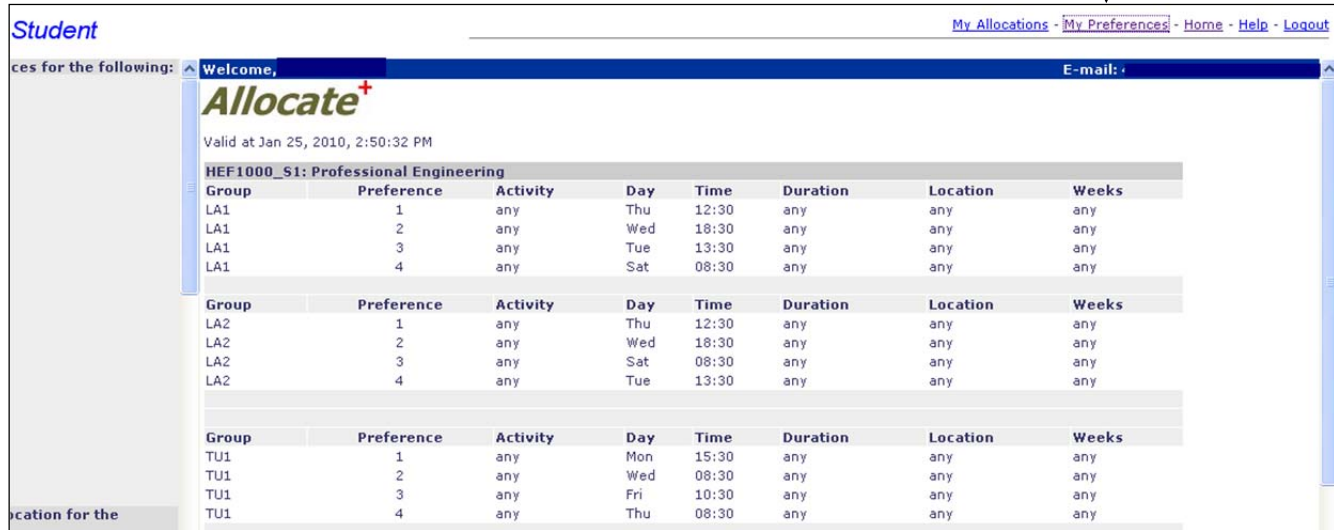 Student
My Allocations - My Preferences - Home - Help - Logout
ces for the following:
Welcome,
E-mail:
Allocate+
Valid at Jan 25, 2010, 2:50:32 PM
HEF1000_S1: Professional Engineering
Group Preference Activity Day Time Duration Location Weeks
LA1 1 any Thu 12:30 any any any
LA1 2 any Wed 18:30 any any any
LA1 3 any Tue 13:30 any any any
LA1 4 any Sat 08:30 any any any
Group Preference Activity Day Time Duration Location Weeks
LA2 1 any Thu 12:30 any any any
LA2 2 any Wed 18:30 any any any
LA2 3 any Sat 08:30 any any any
LA2 4 any Tue 13:30 any any any
Group Preference Activity Day Time Duration Location Weeks
TU1 1 any Mon 15:30 any any any
TU1 2 any Wed 08:30 any any any
TU1 3 any Fri 10:30 any any any
TU1 4 any Thu 08:30 any any any
ocation for the